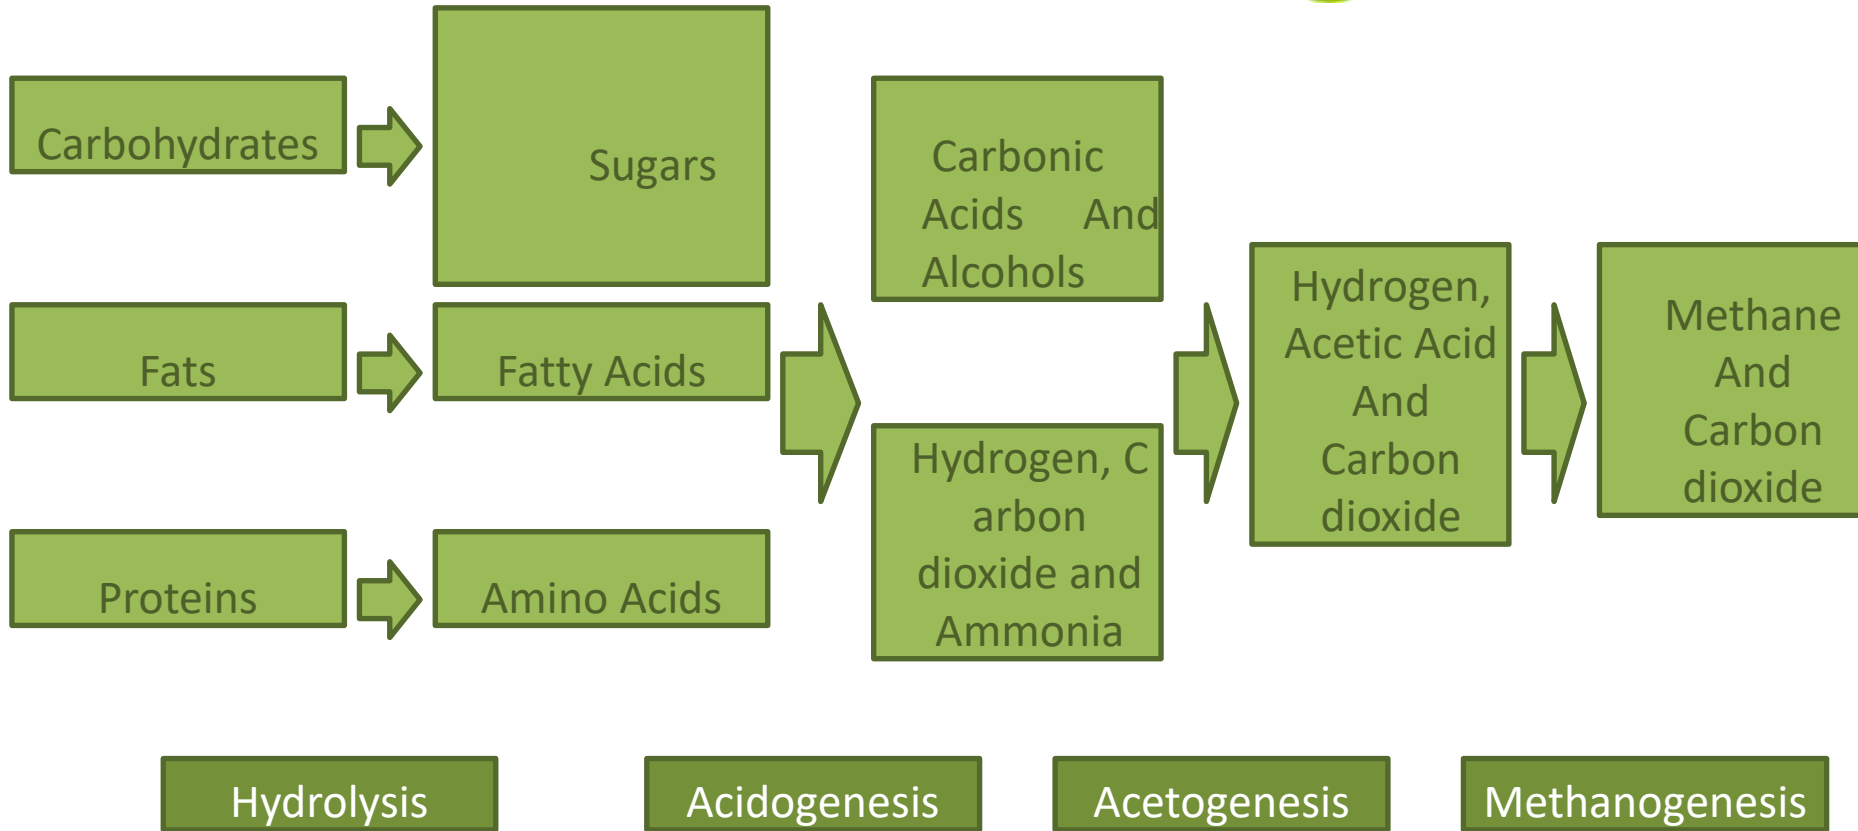 Carbohydrates
Sugars
Carbonic
Acids And
Alcohols
Fats
Fatty Acids
Hydrogen, C
arbon
dioxide and
Ammonia
Hydrogen,
Acetic Acid
And
Carbon
dioxide
Methane
And
Carbon
dioxide
Proteins
Amino Acids
Hydrolysis
Acidogenesis
Acetogenesis
Methanogenesis